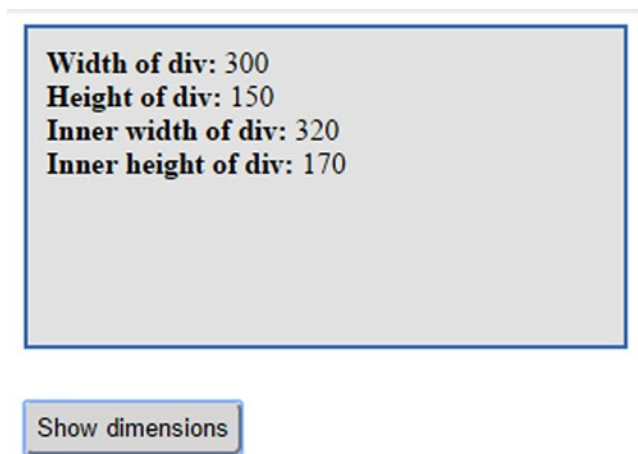 Width of div: 300
Height of div: 150
Inner width of div: 320
Inner height of div: 170
Show dimensions